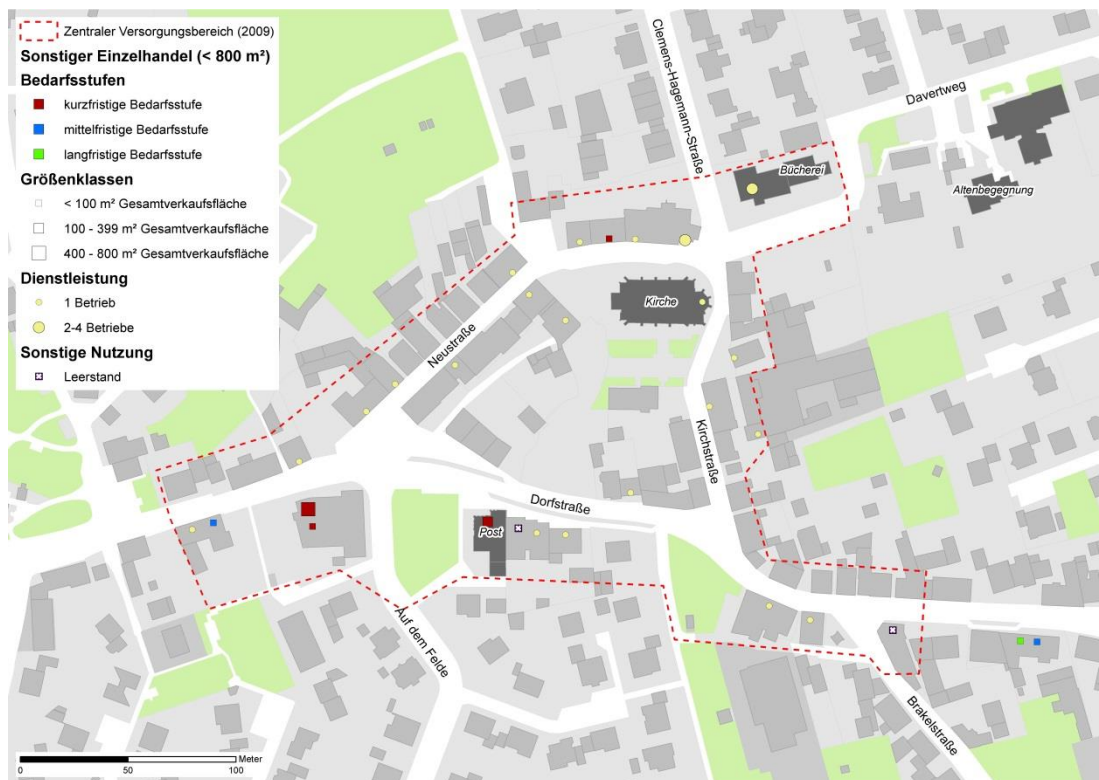 Zentraler Versorgungsbereich (2009)
Sonstiger Einzelhandel (< 800 m²)
Bedarfsstufen
kurzfristige Bedarfsstufe
mittelfristige Bedarfsstufe
langfristige Bedarfsstufe
Größenklassen
< 100 m² Gesamtverkaufsfläche
100 - 399 m² Gesamtverkaufsfläche
400 - 800 m² Gesamtverkaufsfläche
Dienstleistung
1 Betrieb
2-4 Betriebe
Sonstige Nutzung
Leerstand
Clemens-Hagemann-Straße
Davertweg
Bücherei
Altenbegegnung
Kirche
Neustraße
Kirchstraße
Dorfstraße
Post
Auf dem Felde
Brakelstraße
Meter
0 50 100